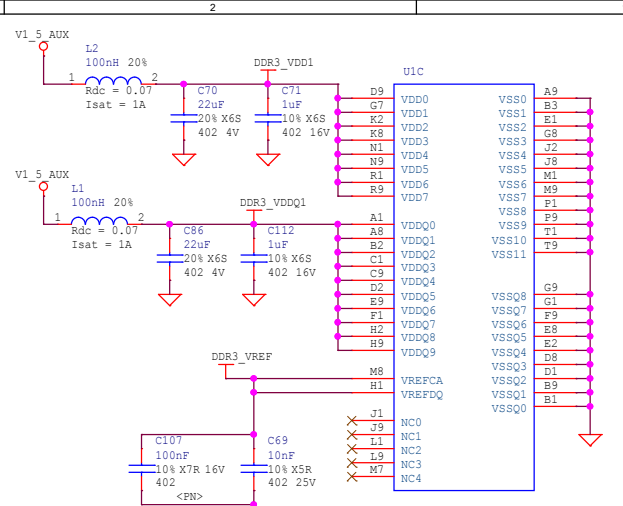 2
V1_5_AUX
L2
100nH 20%
1 2
Rdc = 0.07
Isat = 1A
C70
22uF
20% X6S
402 4V
DDR3_VDD1
C71
1uF
10% X6S
402 16V
V1_5_AUX
L1
100nH 20%
1 2
Rdc = 0.07
Isat = 1A
C86
22uF
20% X6S
402 4V
DDR3_VDDQ1
C112
1uF
10% X6S
402 16V
DDR3_VREF
C107
100nF
10% X7R 16V
402
<PN>
C69
10nF
10% X5R
402 25V
U1C
D9 VDD0
G7 VDD1
K2 VDD2
K8 VDD3
N1 VDD4
N9 VDD5
R1 VDD6
R9 VDD7
A1 VDDQ0
A8 VDDQ1
B2 VDDQ2
C1 VDDQ3
C9 VDDQ4
D2 VDDQ5
E9 VDDQ6
F1 VDDQ7
H2 VDDQ8
H9 VDDQ9
M8 VREFCA
H1 VREFDQ
J1 NC0
J9 NC1
L1 NC2
L9 NC3
M7 NC4
VSS0 A9
VSS1 B3
VSS2 E1
VSS3 G8
VSS4 J2
VSS5 J8
VSS6 M1
VSS7 M9
VSS8 P1
VSS9 P9
VSS10 T1
VSS11 T9
VSSQ8 G9
VSSQ7 G1
VSSQ6 F9
VSSQ5 E8
VSSQ4 E2
VSSQ3 D8
VSSQ2 D1
VSSQ1 B9
VSSQ0 B1